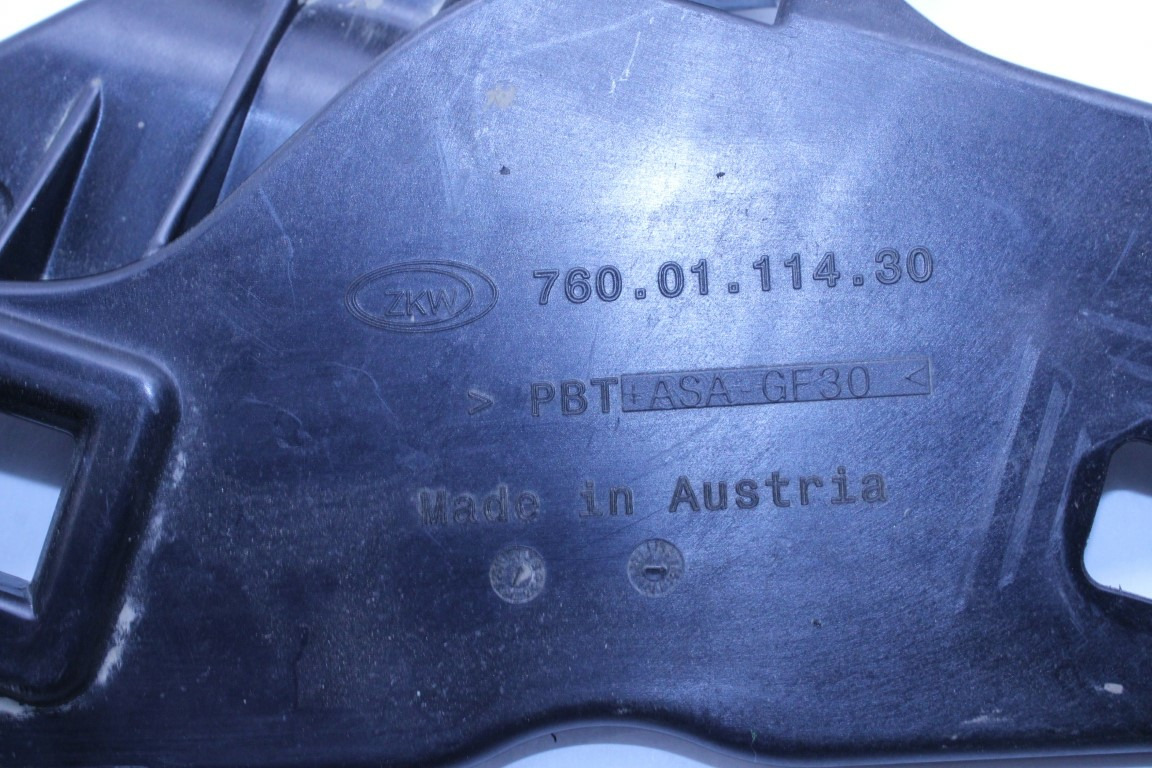 ZKW 760.01.114.30
> PBT+ASA-GF30 <
Made in Austria